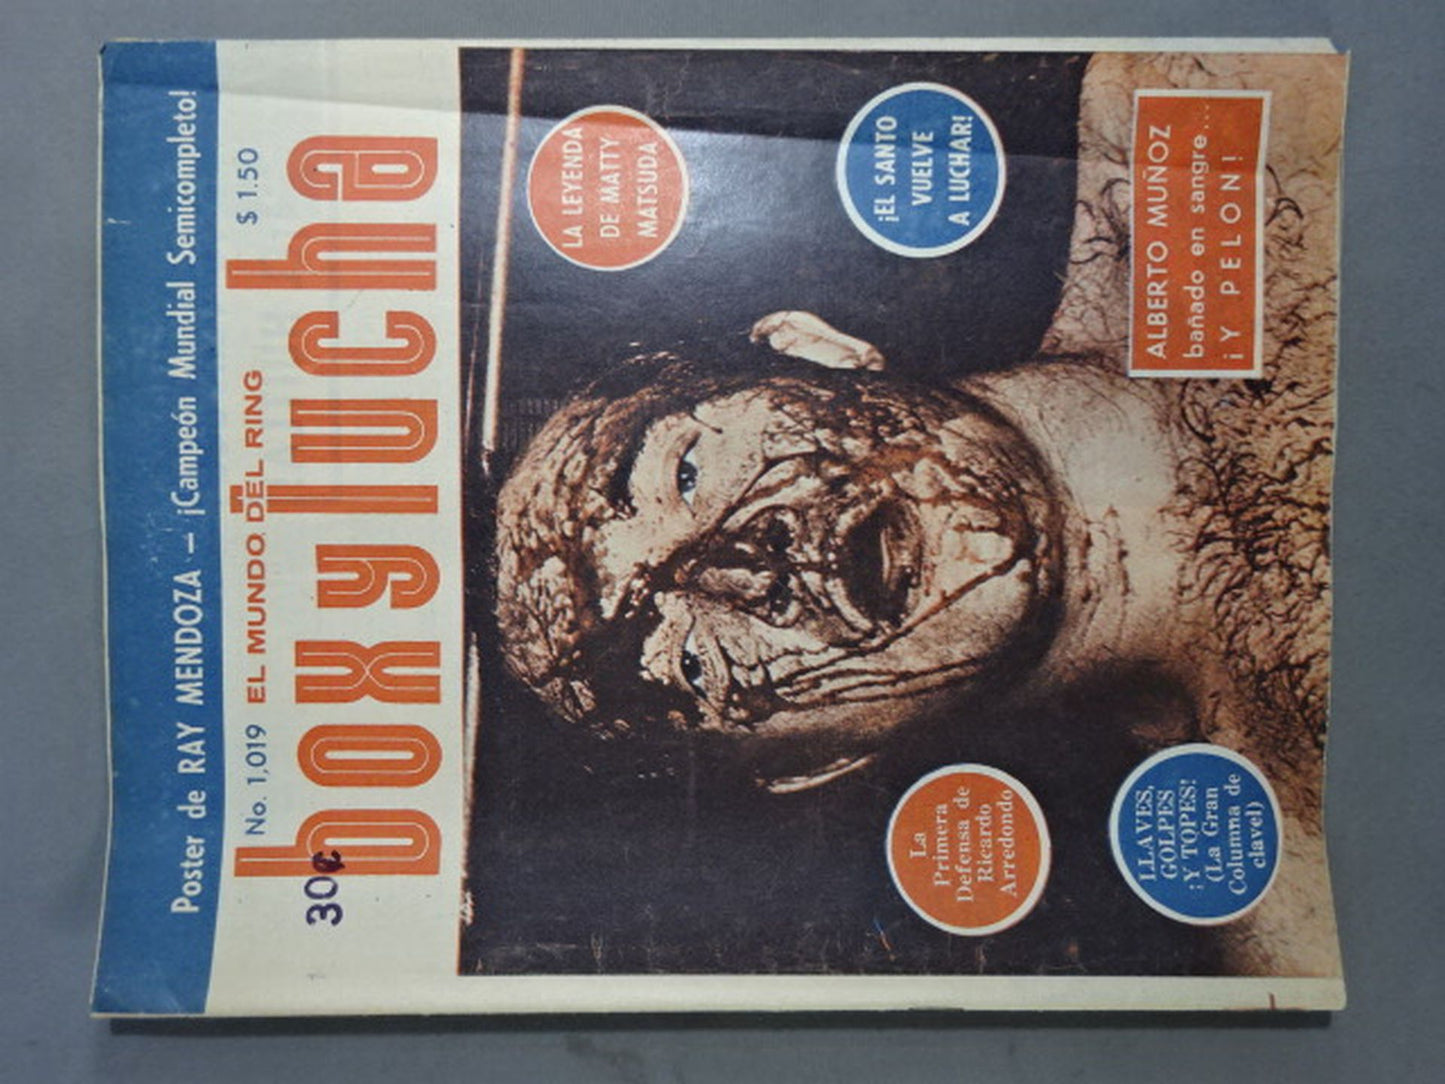 Poster de RAY MENDOZA - ¡Campeón Mundial Semicompleto!
No. 1,019 EL MUNDO DEL RING $ 1.50
box y lucha
30¢
LA LEYENDA
DE MATTY
MATSUDA
¡EL SANTO
VUELVE
A LUCHAR!
La
Primera
Defensa de
Ricardo
Arredondo
LLAVES,
GOLPES
¡Y TOPES!
(La Gran
Columna de
clavel)
ALBERTO MUÑOZ
bañado en sangre...
¡Y PELON!